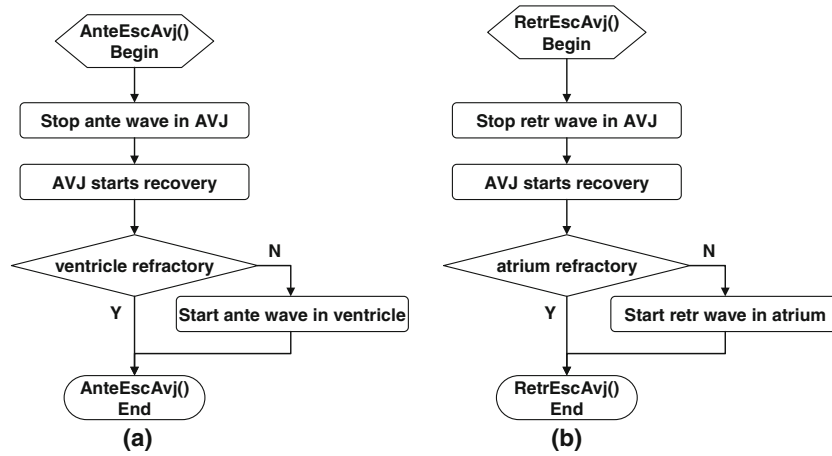 AnteEscAvj()
Begin
Stop ante wave in AVJ
AVJ starts recovery
ventricle refractory
N
Y
Start ante wave in ventricle
AnteEscAvj()
End
(a)
RetrEscAvj()
Begin
Stop retr wave in AVJ
AVJ starts recovery
atrium refractory
N
Y
Start retr wave in atrium
RetrEscAvj()
End
(b)